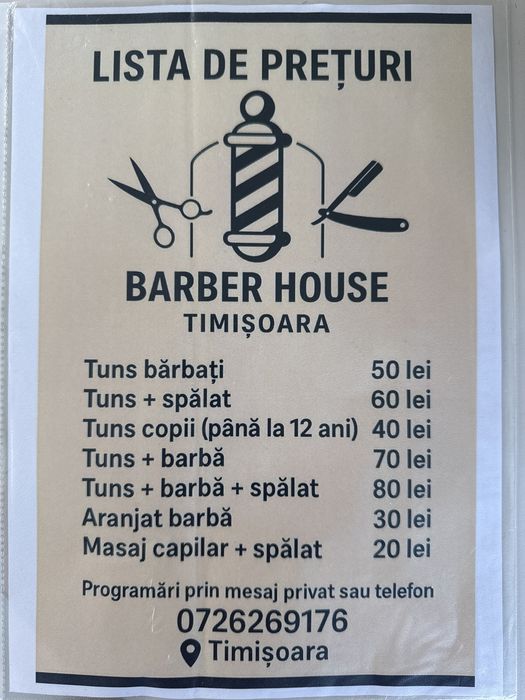 LISTA DE PREȚURI
BARBER HOUSE
TIMIȘOARA
Tuns bărbați 50 lei
Tuns + spălat 60 lei
Tuns copii (până la 12 ani) 40 lei
Tuns + barbă 70 lei
Tuns + barbă + spălat 80 lei
Aranjat barbă 30 lei
Masaj capilar + spălat 20 lei
Programări prin mesaj privat sau telefon
0726269176
Timișoara